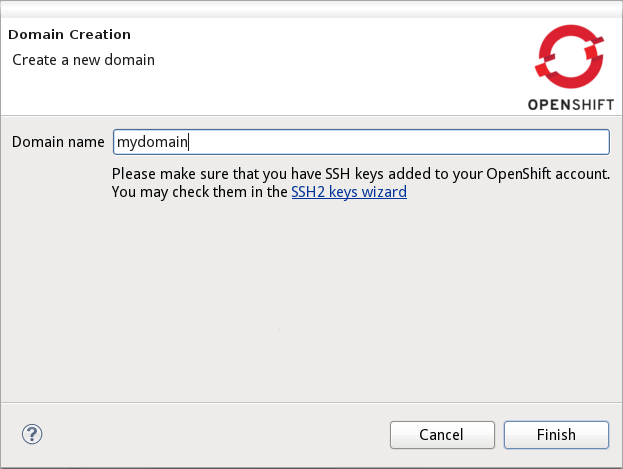 Domain Creation
Create a new domain
OPENSHIFT
Domain name mydomain
Please make sure that you have SSH keys added to your OpenShift account.
You may check them in the SSH2 keys wizard
?
Cancel Finish